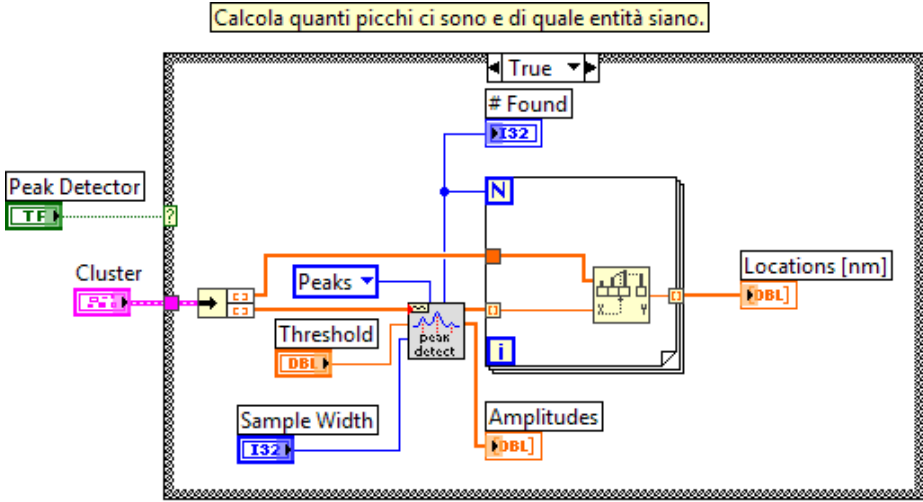 Calcola quanti picchi ci sono e di quale entità siano.
True
# Found
I32
Peak Detector
TF
?
N
Cluster
Peaks
Locations [nm]
DBL]
X
Y
Threshold
DBL
peak
detect
i
Sample Width
I32
Amplitudes
DBL]